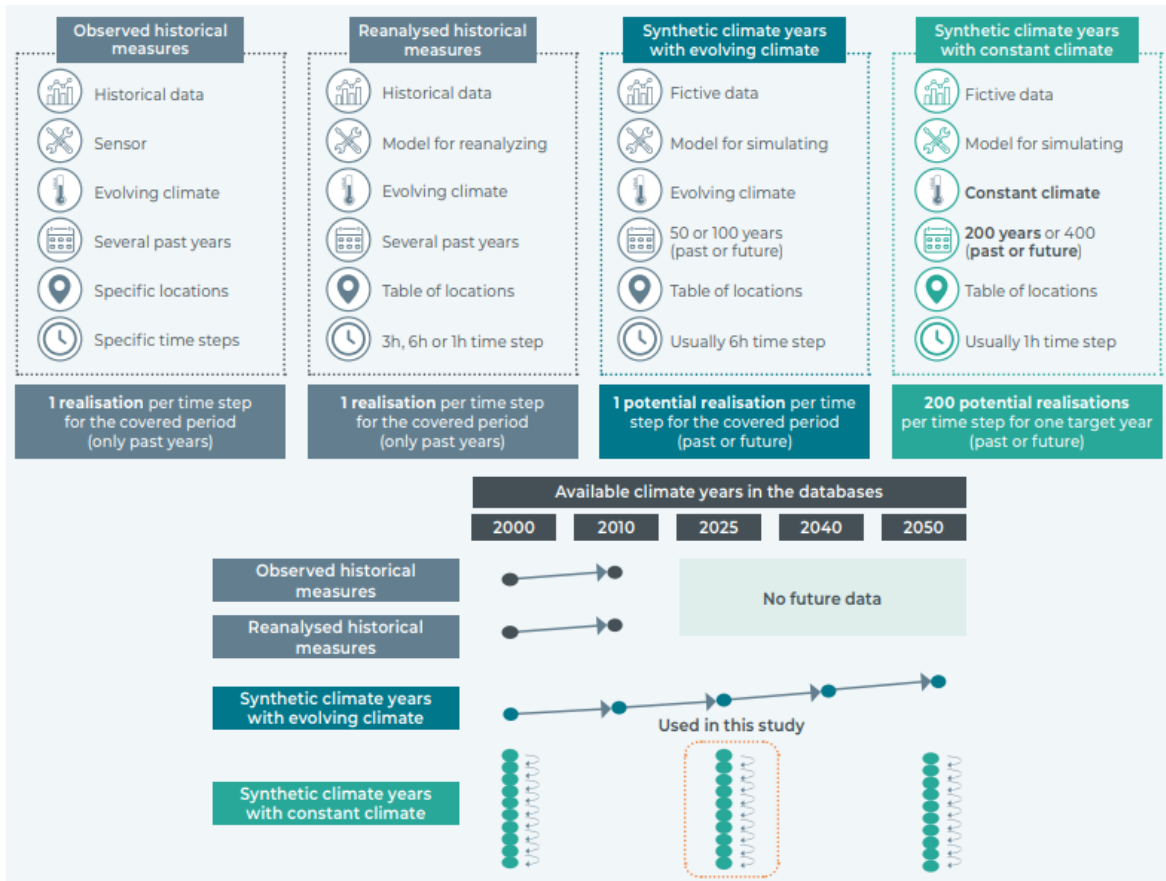 Observed historical
measures
Historical data
Sensor
Evolving climate
Several past years
Specific locations
Specific time steps
1 realisation per time step
for the covered period
(only past years)
Reanalysed historical
measures
Historical data
Model for reanalyzing
Evolving climate
Several past years
Table of locations
3h, 6h or 1h time step
1 realisation per time step
for the covered period
(only past years)
Synthetic climate years
with evolving climate
Fictive data
Model for simulating
Evolving climate
50 or 100 years
(past or future)
Table of locations
Usually 6h time step
1 potential realisation per time
step for the covered period
(past or future)
Synthetic climate years
with constant climate
Fictive data
Model for simulating
Constant climate
200 years or 400
(past or future)
Table of locations
Usually 1h time step
200 potential realisations
per time step for one target year
(past or future)
Available climate years in the databases
2000 2010 2025 2040 2050
Observed historical
measures
No future data
Reanalysed historical
measures
Synthetic climate years
with evolving climate
Used in this study
Synthetic climate years
with constant climate